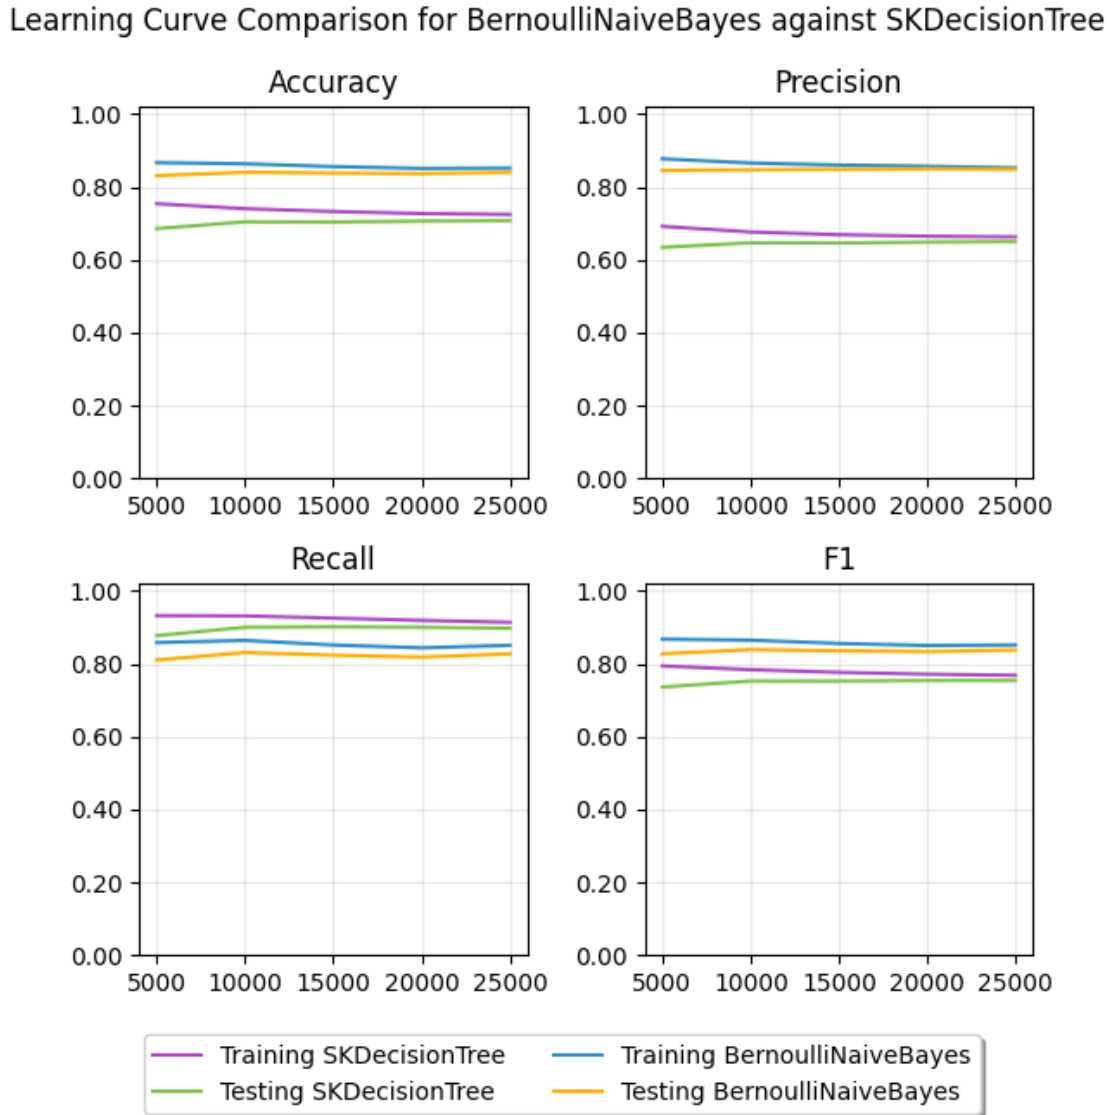 Learning Curve Comparison for BernoulliNaiveBayes against SKDecisionTree
Accuracy
1.00
0.80
0.60
0.40
0.20
0.00
5000 10000 15000 20000 25000
Precision
1.00
0.80
0.60
0.40
0.20
0.00
5000 10000 15000 20000 25000
Recall
1.00
0.80
0.60
0.40
0.20
0.00
5000 10000 15000 20000 25000
F1
1.00
0.80
0.60
0.40
0.20
0.00
5000 10000 15000 20000 25000
Training SKDecisionTree
Testing SKDecisionTree
Training BernoulliNaiveBayes
Testing BernoulliNaiveBayes